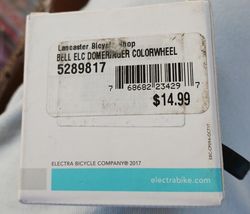 Lancaster Bicycle Shop
BELL ELC DOMERINGER COLORWHEEL
5289817
7 68682 23429 7
$14.99
ELECTRA BICYCLE COMPANY® 2017
electrabike.com